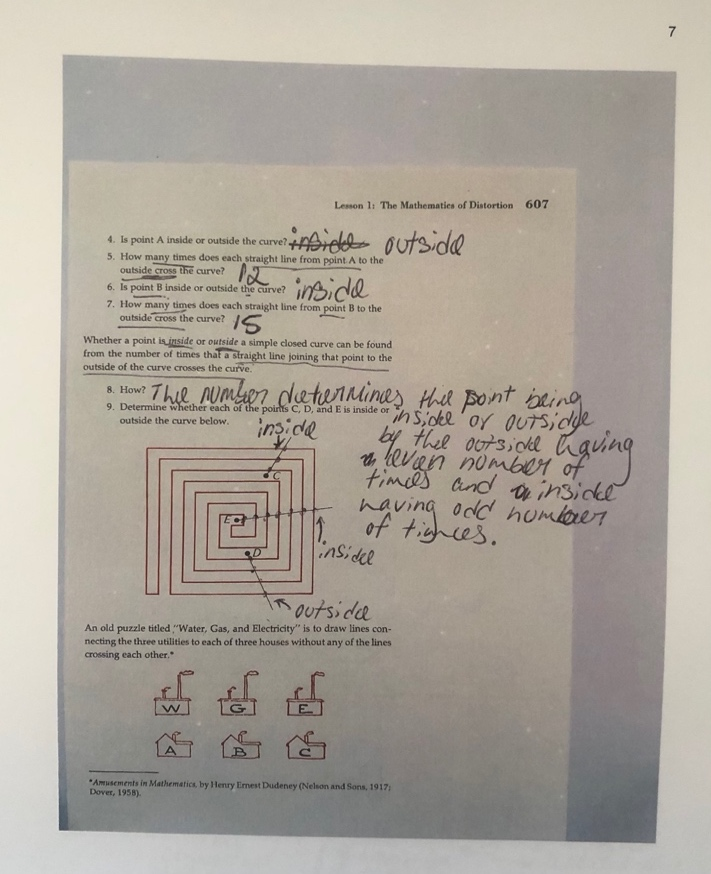 7
Lesson 1: The Mathematics of Distortion 607
4. Is point A inside or outside the curve? inside outside
5. How many times does each straight line from point A to the
outside cross the curve? 12
6. Is point B inside or outside the curve? inside
7. How many times does each straight line from point B to the
outside cross the curve? 15
Whether a point is inside or outside a simple closed curve can be found
from the number of times that a straight line joining that point to the
outside of the curve crosses the curve.
8. How? The number determines the point being
9. Determine whether each of the points C, D, and E is inside or
outside the curve below.
inside or outside
by the outside having
a even number of
times and a inside
having odd number
of times.
inside
C
E
D
inside
outside
An old puzzle titled "Water, Gas, and Electricity" is to draw lines con-
necting the three utilities to each of three houses without any of the lines
crossing each other.*
W G E
A B C
*Amusements in Mathematics, by Henry Ernest Dudeney (Nelson and Sons, 1917;
Dover, 1958).